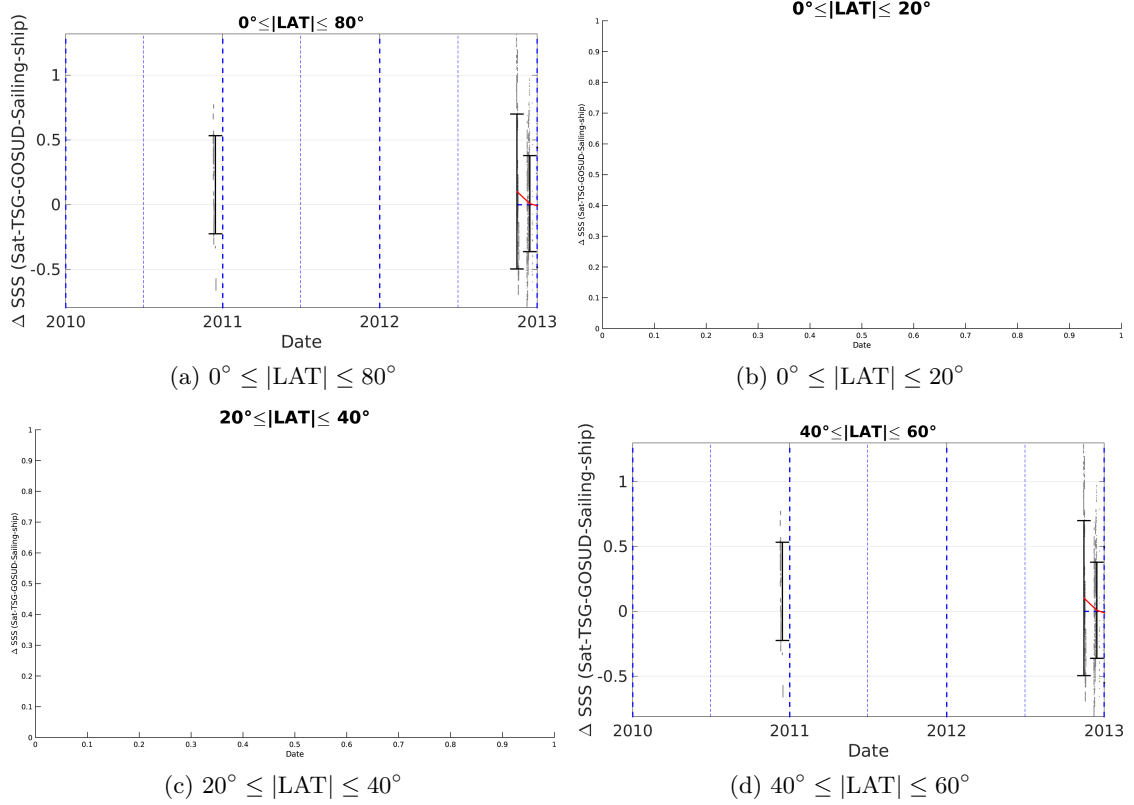 0°≤|LAT|≤ 80°
Δ SSS (Sat-TSG-GOSUD-Sailing-ship)
1
0.5
0
-0.5
2010 2011 2012 2013
Date
(a) 0° ≤ |LAT| ≤ 80°
0°≤|LAT|≤ 20°
Δ SSS (Sat-TSG-GOSUD-Sailing-ship)
1
0.9
0.8
0.7
0.6
0.5
0.4
0.3
0.2
0.1
0
0 0.1 0.2 0.3 0.4 0.5 0.6 0.7 0.8 0.9 1
Date
(b) 0° ≤ |LAT| ≤ 20°
20°≤|LAT|≤ 40°
Δ SSS (Sat-TSG-GOSUD-Sailing-ship)
1
0.9
0.8
0.7
0.6
0.5
0.4
0.3
0.2
0.1
0
0 0.1 0.2 0.3 0.4 0.5 0.6 0.7 0.8 0.9 1
Date
(c) 20° ≤ |LAT| ≤ 40°
40°≤|LAT|≤ 60°
Δ SSS (Sat-TSG-GOSUD-Sailing-ship)
1
0.5
0
-0.5
2010 2011 2012 2013
Date
(d) 40° ≤ |LAT| ≤ 60°